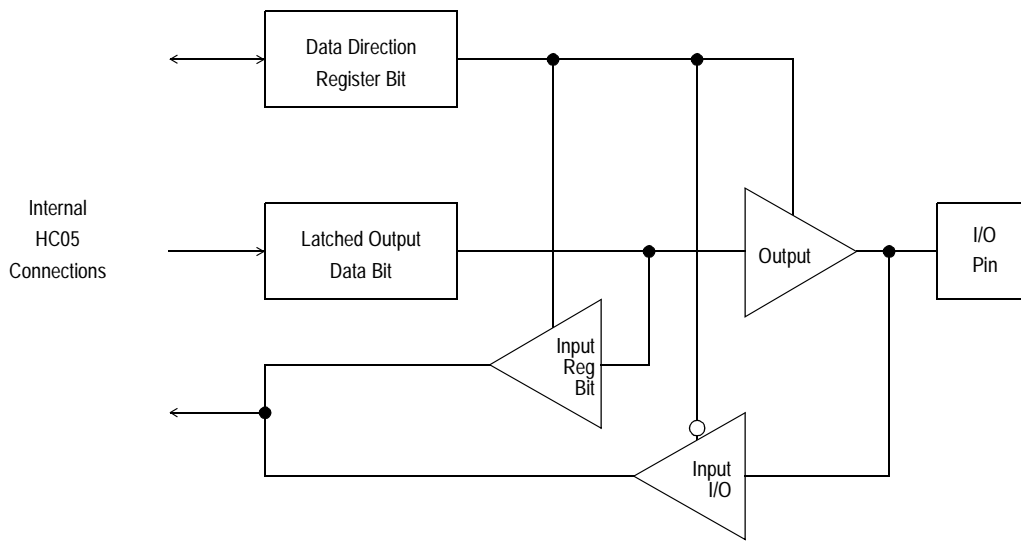 Data Direction
Register Bit
Internal
HC05
Connections
Latched Output
Data Bit
Output
I/O
Pin
Input
Reg
Bit
Input
I/O